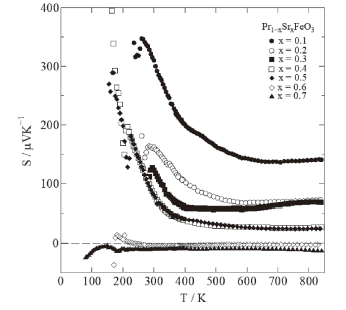 400
300
200
100
0
S / μVK⁻¹
Pr₁₋ₓSrₓFeO₃
x = 0.1
x = 0.2
x = 0.3
x = 0.4
x = 0.5
x = 0.6
x = 0.7
100 200 300 400 500 600 700 800
T / K